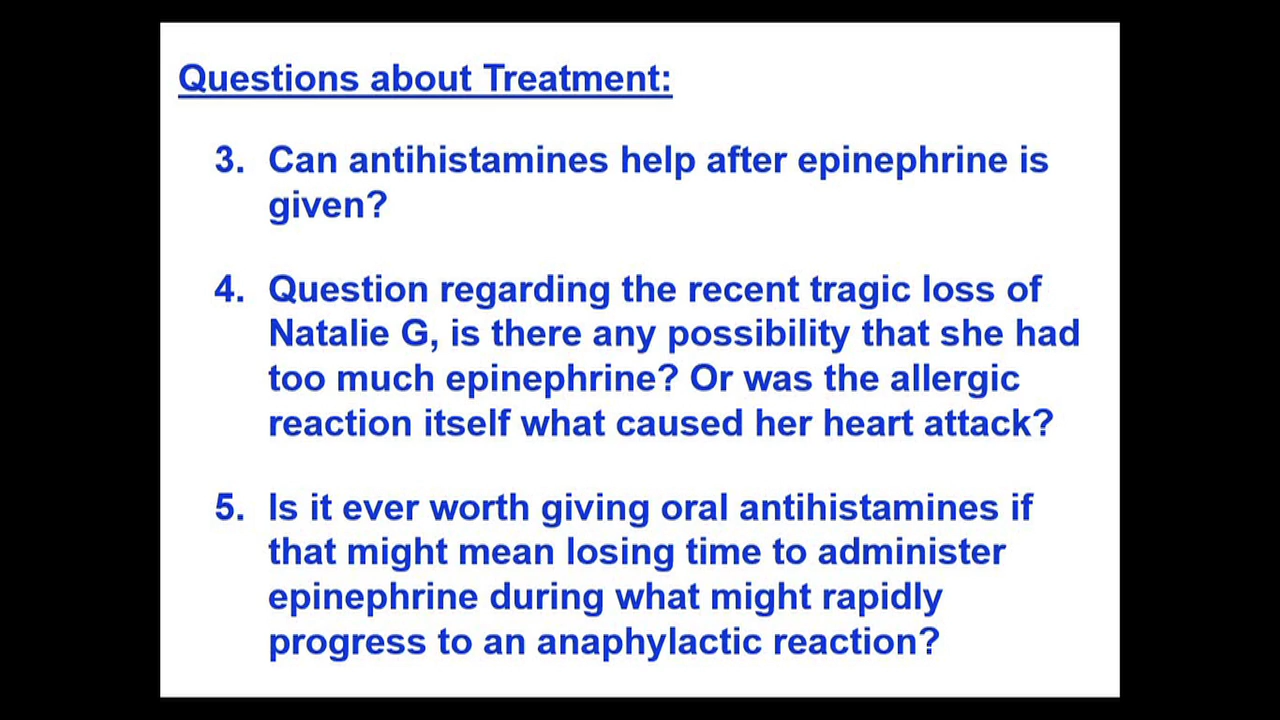 Questions about Treatment:
3. Can antihistamines help after epinephrine is
given?
4. Question regarding the recent tragic loss of
Natalie G, is there any possibility that she had
too much epinephrine? Or was the allergic
reaction itself what caused her heart attack?
5. Is it ever worth giving oral antihistamines if
that might mean losing time to administer
epinephrine during what might rapidly
progress to an anaphylactic reaction?